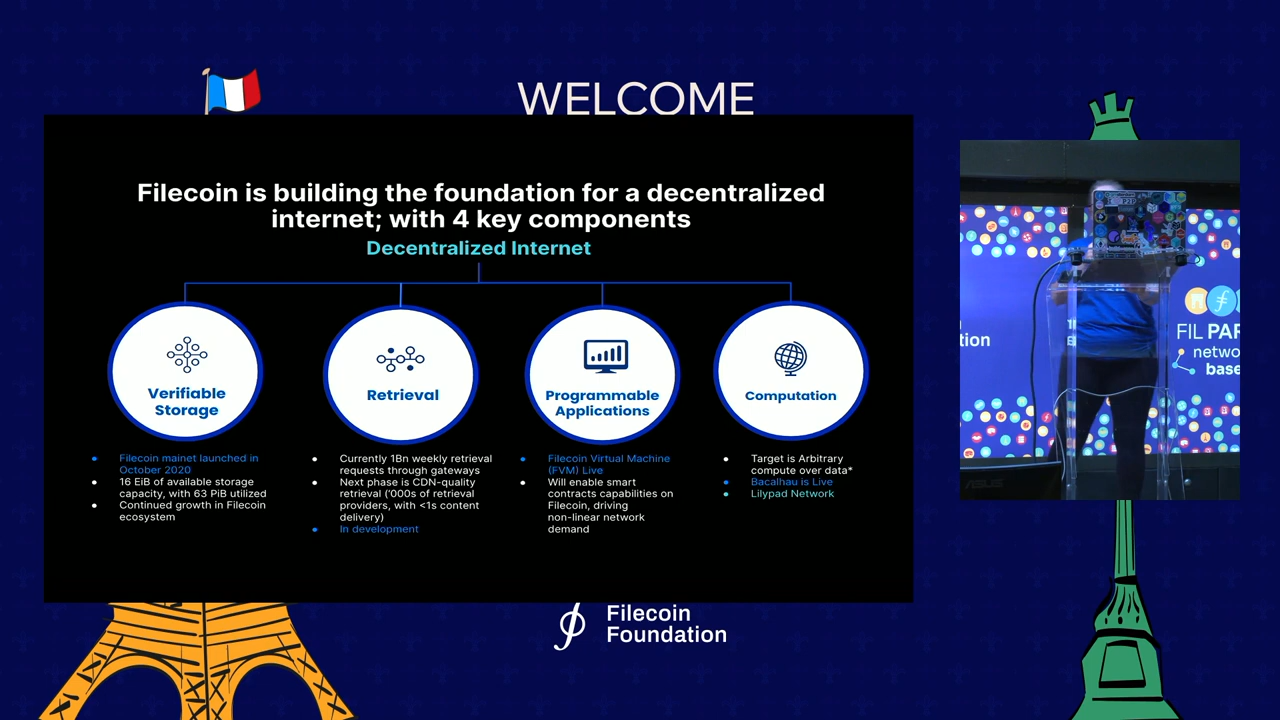 WELCOME
Filecoin is building the foundation for a decentralized
internet; with 4 key components
Decentralized Internet
Verifiable
Storage
Retrieval
Programmable
Applications
Computation
Filecoin mainet launched in
October 2020
16 EiB of available storage
capacity, with 63 PiB utilized
Continued growth in Filecoin
ecosystem
Currently 1Bn weekly retrieval
requests through gateways
Next phase is CDN-quality
retrieval ('000s of retrieval
providers, with <1s content
delivery)
In development
Filecoin Virtual Machine
(FVM) Live
Will enable smart
contracts capabilities on
Filecoin, driving
non-linear network
demand
Target is Arbitrary
compute over data*
Bacalhau is Live
Lilypad Network
tion
FIL PAR
netwo
base
ASUS
Filecoin
Foundation